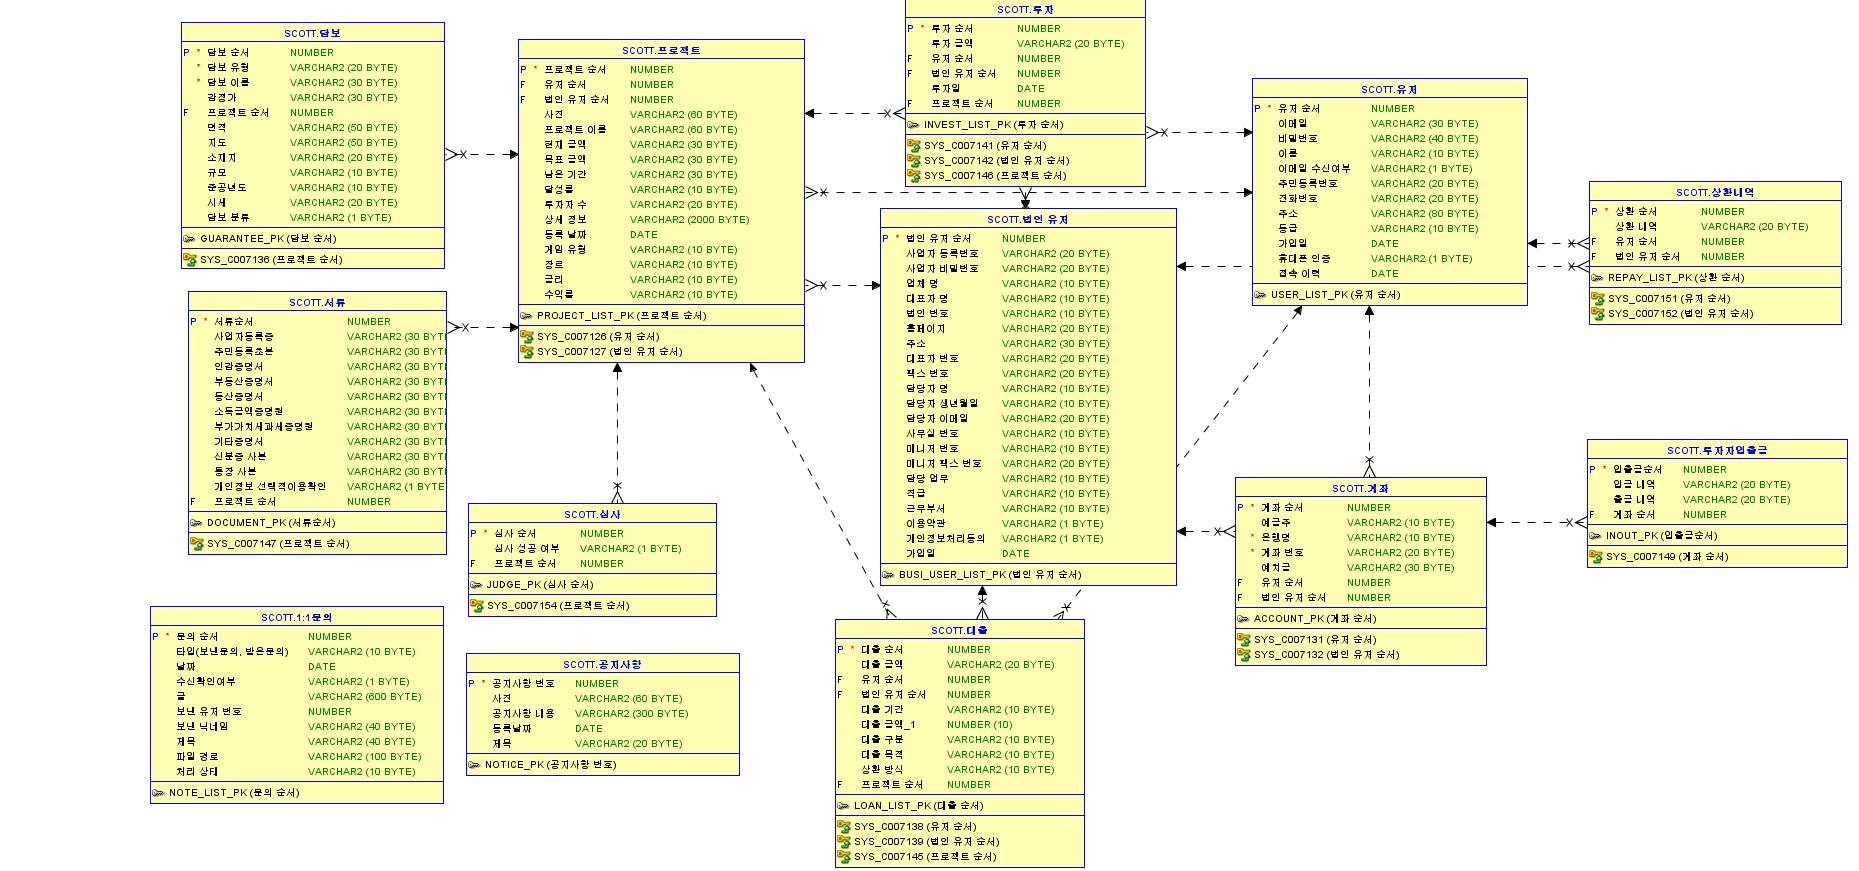 SCOTT.담보
P * 담보 순서 NUMBER
* 담보 유형 VARCHAR2 (20 BYTE)
* 담보 이름 VARCHAR2 (30 BYTE)
감정가 VARCHAR2 (30 BYTE)
F 프로젝트 순서 NUMBER
면적 VARCHAR2 (50 BYTE)
지도 VARCHAR2 (50 BYTE)
소재지 VARCHAR2 (20 BYTE)
규모 VARCHAR2 (10 BYTE)
준공년도 VARCHAR2 (10 BYTE)
시세 VARCHAR2 (20 BYTE)
담보 분류 VARCHAR2 (1 BYTE)
GUARANTEE_PK (담보 순서)
SYS_C007136 (프로젝트 순서)
SCOTT.프로젝트
P * 프로젝트 순서 NUMBER
F 유저 순서 NUMBER
F 법인 유저 순서 NUMBER
사진 VARCHAR2 (60 BYTE)
프로젝트 이름 VARCHAR2 (60 BYTE)
현재 금액 VARCHAR2 (30 BYTE)
목표 금액 VARCHAR2 (30 BYTE)
남은 기간 VARCHAR2 (30 BYTE)
달성률 VARCHAR2 (10 BYTE)
투자자 수 VARCHAR2 (20 BYTE)
상세 정보 VARCHAR2 (2000 BYTE)
등록 날짜 DATE
게임 유형 VARCHAR2 (10 BYTE)
장르 VARCHAR2 (10 BYTE)
금리 VARCHAR2 (10 BYTE)
수익률 VARCHAR2 (10 BYTE)
PROJECT_LIST_PK (프로젝트 순서)
SYS_C007126 (유저 순서)
SYS_C007127 (법인 유저 순서)
SCOTT.투자
P * 투자 순서 NUMBER
투자 금액 VARCHAR2 (20 BYTE)
F 유저 순서 NUMBER
F 법인 유저 순서 NUMBER
투자일 DATE
F 프로젝트 순서 NUMBER
INVEST_LIST_PK (투자 순서)
SYS_C007141 (유저 순서)
SYS_C007142 (법인 유저 순서)
SYS_C007146 (프로젝트 순서)
SCOTT.유저
P * 유저 순서 NUMBER
이메일 VARCHAR2 (30 BYTE)
비밀번호 VARCHAR2 (40 BYTE)
이름 VARCHAR2 (10 BYTE)
이메일 수신여부 VARCHAR2 (1 BYTE)
주민등록번호 VARCHAR2 (20 BYTE)
전화번호 VARCHAR2 (20 BYTE)
주소 VARCHAR2 (80 BYTE)
등급 VARCHAR2 (10 BYTE)
가입일 DATE
휴대폰 인증 VARCHAR2 (1 BYTE)
접속 이력 DATE
USER_LIST_PK (유저 순서)
SCOTT.상환내역
P * 상환 순서 NUMBER
상환 내역 VARCHAR2 (20 BYTE)
F 유저 순서 NUMBER
F 법인 유저 순서 NUMBER
REPAY_LIST_PK (상환 순서)
SYS_C007151 (유저 순서)
SYS_C007152 (법인 유저 순서)
SCOTT.법인 유저
P * 법인 유저 순서 NUMBER
사업자 등록번호 VARCHAR2 (20 BYTE)
사업자 비밀번호 VARCHAR2 (20 BYTE)
업체 명 VARCHAR2 (10 BYTE)
대표자 명 VARCHAR2 (10 BYTE)
법인 번호 VARCHAR2 (10 BYTE)
홈페이지 VARCHAR2 (20 BYTE)
주소 VARCHAR2 (30 BYTE)
대표자 번호 VARCHAR2 (20 BYTE)
팩스 번호 VARCHAR2 (20 BYTE)
담당자 명 VARCHAR2 (10 BYTE)
담당자 생년월일 VARCHAR2 (10 BYTE)
담당자 이메일 VARCHAR2 (20 BYTE)
사무실 번호 VARCHAR2 (10 BYTE)
매니저 번호 VARCHAR2 (10 BYTE)
매니저 팩스 번호 VARCHAR2 (20 BYTE)
담당 업무 VARCHAR2 (10 BYTE)
직급 VARCHAR2 (10 BYTE)
근무부서 VARCHAR2 (10 BYTE)
이용약관 VARCHAR2 (1 BYTE)
개인정보처리동의 VARCHAR2 (1 BYTE)
가입일 DATE
BUSI_USER_LIST_PK (법인 유저 순서)
SCOTT.서류
P * 서류순서 NUMBER
사업자등록증 VARCHAR2 (30 BYT
주민등록초본 VARCHAR2 (30 BYT
인감증명서 VARCHAR2 (30 BYT
부동산증명서 VARCHAR2 (30 BYT
등산증명서 VARCHAR2 (30 BYT
소득금액증명원 VARCHAR2 (30 BYT
부가가치세과세증명원 VARCHAR2 (30 BYT
기타증명서 VARCHAR2 (30 BYT
신분증 사본 VARCHAR2 (30 BYT
통장 사본 VARCHAR2 (30 BYT
개인정보 선택적이용확인 VARCHAR2 (1 BYTE
F 프로젝트 순서 NUMBER
DOCUMENT_PK (서류순서)
SYS_C007147 (프로젝트 순서)
SCOTT.심사
P * 심사 순서 NUMBER
심사 성공 여부 VARCHAR2 (1 BYTE)
F 프로젝트 순서 NUMBER
JUDGE_PK (심사 순서)
SYS_C007154 (프로젝트 순서)
SCOTT.계좌
P * 계좌 순서 NUMBER
* 예금주 VARCHAR2 (10 BYTE)
* 은행명 VARCHAR2 (10 BYTE)
* 계좌 번호 VARCHAR2 (20 BYTE)
예치금 VARCHAR2 (30 BYTE)
F 유저 순서 NUMBER
F 법인 유저 순서 NUMBER
ACCOUNT_PK (계좌 순서)
SYS_C007131 (유저 순서)
SYS_C007132 (법인 유저 순서)
SCOTT.투자자입출금
P * 입출금순서 NUMBER
입금 내역 VARCHAR2 (20 BYTE)
출금 내역 VARCHAR2 (20 BYTE)
F 계좌 순서 NUMBER
INOUT_PK (입출금순서)
SYS_C007149 (계좌 순서)
SCOTT.1:1문의
P * 문의 순서 NUMBER
타입(보낸문의, 받은문의) VARCHAR2 (10 BYTE)
날짜 DATE
수신확인여부 VARCHAR2 (1 BYTE)
글 VARCHAR2 (600 BYTE)
보낸 유저 번호 NUMBER
보낸 닉네임 VARCHAR2 (40 BYTE)
제목 VARCHAR2 (40 BYTE)
파일 경로 VARCHAR2 (100 BYTE)
처리 상태 VARCHAR2 (10 BYTE)
NOTE_LIST_PK (문의 순서)
SCOTT.공지사항
P * 공지사항 번호 NUMBER
사진 VARCHAR2 (60 BYTE)
공지사항 내용 VARCHAR2 (300 BYTE)
등록날짜 DATE
제목 VARCHAR2 (20 BYTE)
NOTICE_PK (공지사항 번호)
SCOTT.대출
P * 대출 순서 NUMBER
대출 금액 VARCHAR2 (20 BYTE)
F 유저 순서 NUMBER
F 법인 유저 순서 NUMBER
대출 기간 VARCHAR2 (10 BYTE)
대출 금액_1 NUMBER (10)
대출 구분 VARCHAR2 (10 BYTE)
대출 목적 VARCHAR2 (10 BYTE)
상환 방식 VARCHAR2 (10 BYTE)
F 프로젝트 순서 NUMBER
LOAN_LIST_PK (대출 순서)
SYS_C007138 (유저 순서)
SYS_C007139 (법인 유저 순서)
SYS_C007145 (프로젝트 순서)